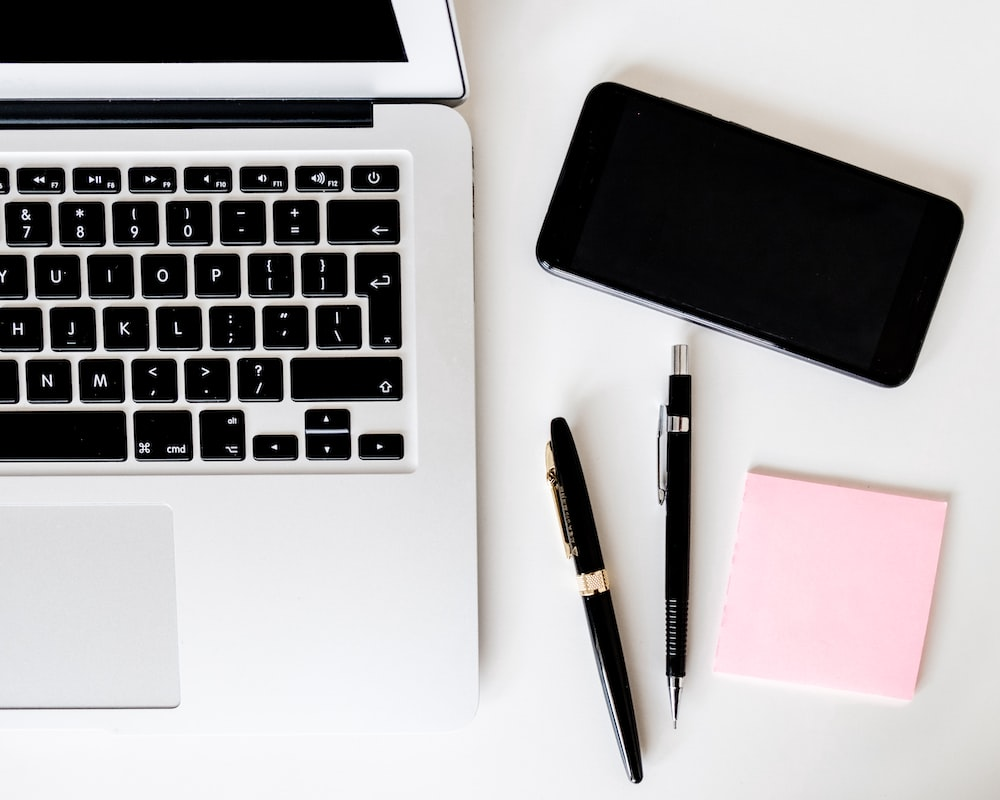 F7 F8 F9 F10 F11 F12
& * ( ) - +
7 8 9 0 - =
Y U I O P { }
[ ]
H J K L : " \
; ' |
N M < > ?
, . /
alt
cmd